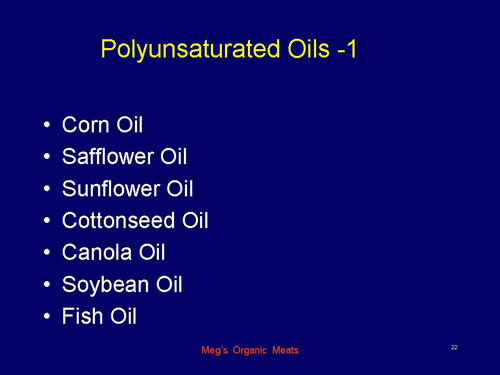 Polyunsaturated Oils -1
• Corn Oil
• Safflower Oil
• Sunflower Oil
• Cottonseed Oil
• Canola Oil
• Soybean Oil
• Fish Oil
Meg's Organic Meats
22